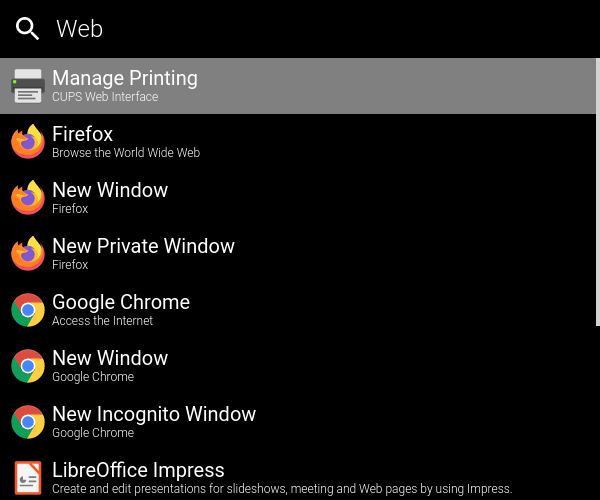 Web
Manage Printing
CUPS Web Interface
Firefox
Browse the World Wide Web
New Window
Firefox
New Private Window
Firefox
Google Chrome
Access the Internet
New Window
Google Chrome
New Incognito Window
Google Chrome
LibreOffice Impress
Create and edit presentations for slideshows, meeting and Web pages by using Impress.